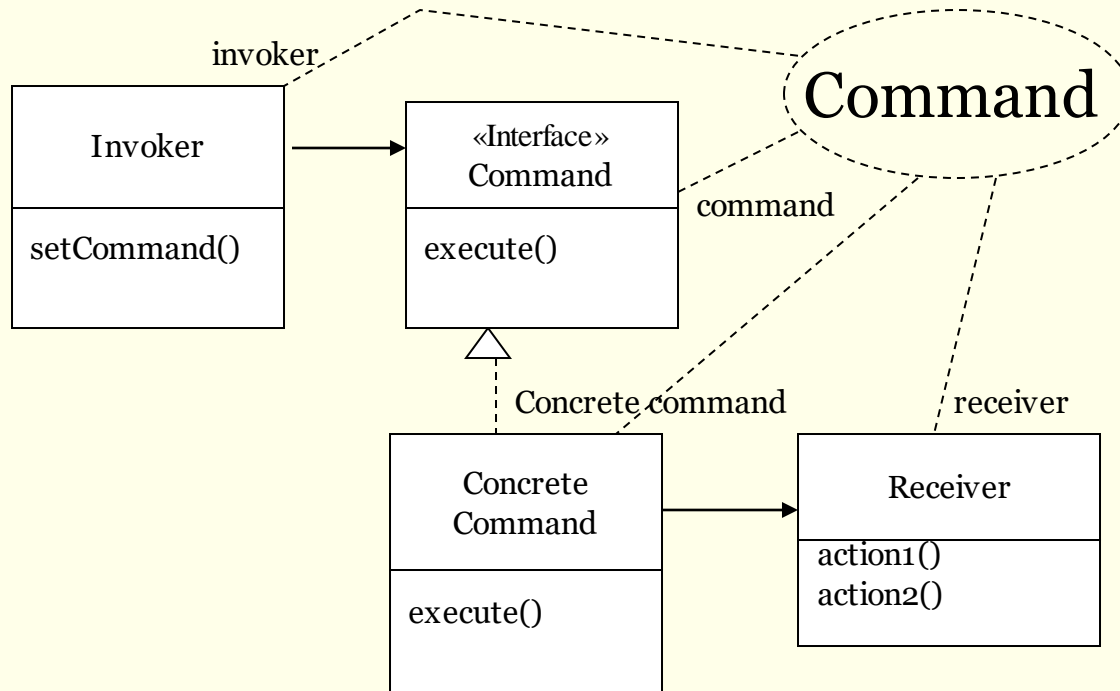 invoker
Command
Invoker
«Interface»
Command
command
setCommand()
execute()
Concrete command
receiver
Concrete
Command
Receiver
action1()
action2()
execute()